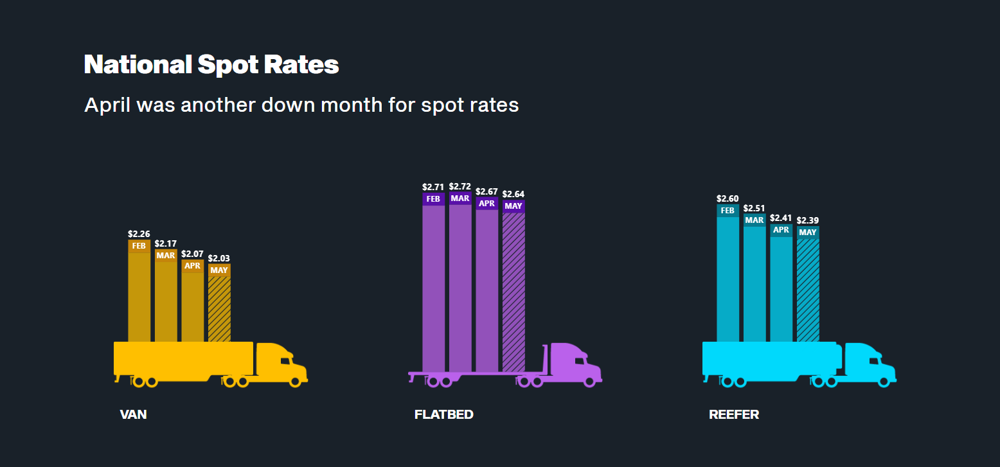 National Spot Rates
April was another down month for spot rates
$2.26
FEB
$2.17
MAR
$2.07
APR
$2.03
MAY
VAN
$2.71
FEB
$2.72
MAR
$2.67
APR
$2.64
MAY
FLATBED
$2.60
FEB
$2.51
MAR
$2.41
APR
$2.39
MAY
REEFER